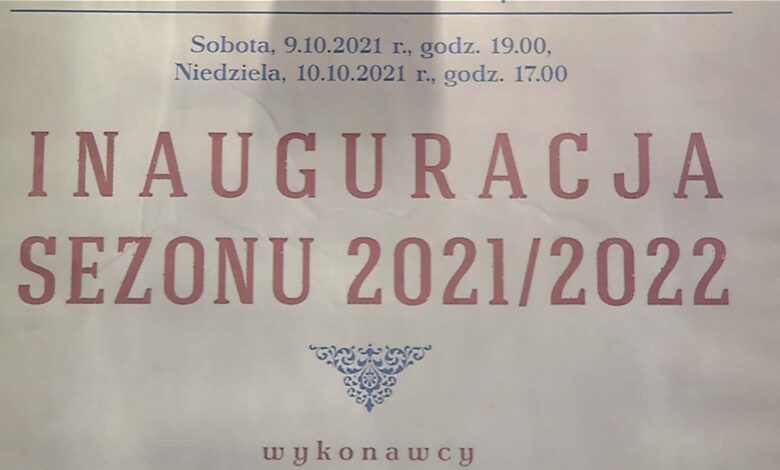 Sobota, 9.10.2021 r., godz. 19.00,
Niedziela, 10.10.2021 r., godz. 17.00
INAUGURACJA
SEZONU 2021/2022
wykonawcy